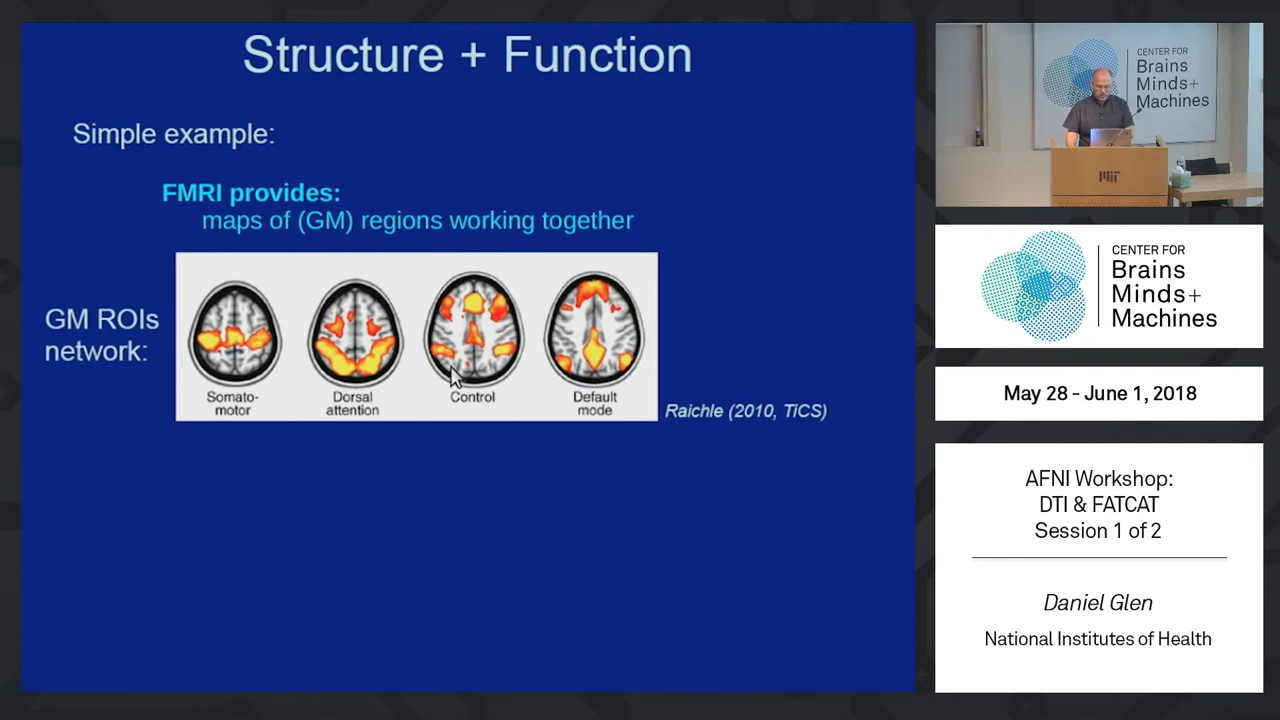 Structure + Function
Simple example:
FMRI provides:
maps of (GM) regions working together
GM ROIs
network:
Somato-
motor
Dorsal
attention
Control
Default
mode
Raichle (2010, TiCS)
CENTER FOR
Brains
Minds+
Machines
MIT
CENTER FOR
Brains
Minds+
Machines
May 28 - June 1, 2018
AFNI Workshop:
DTI & FATCAT
Session 1 of 2
Daniel Glen
National Institutes of Health